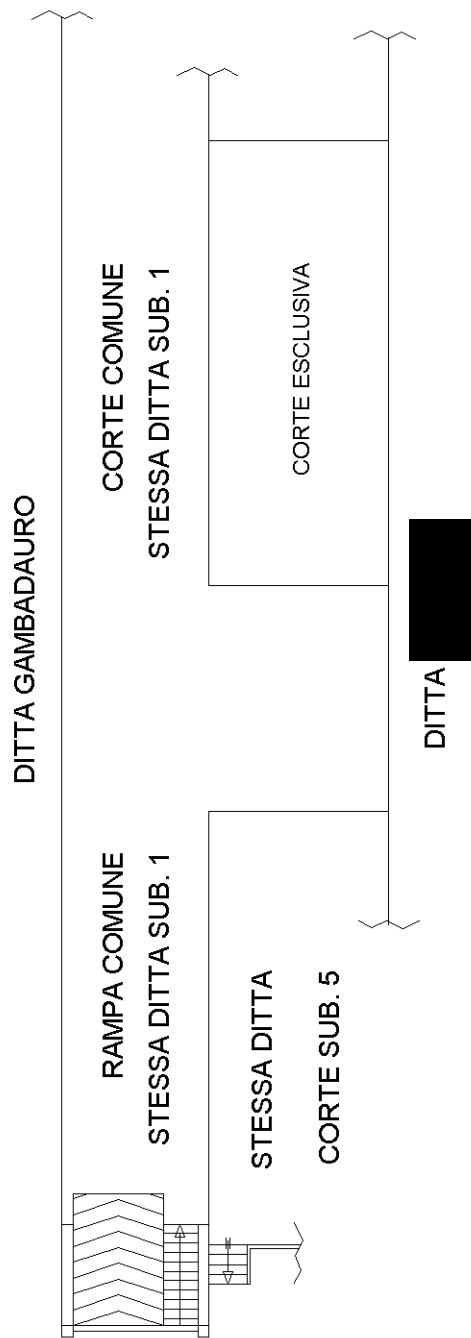 DITTA GAMBADAURO
RAMPA COMUNE
STESSA DITTA SUB. 1
CORTE COMUNE
STESSA DITTA SUB. 1
STESSA DITTA
CORTE SUB. 5
CORTE ESCLUSIVA
DITTA